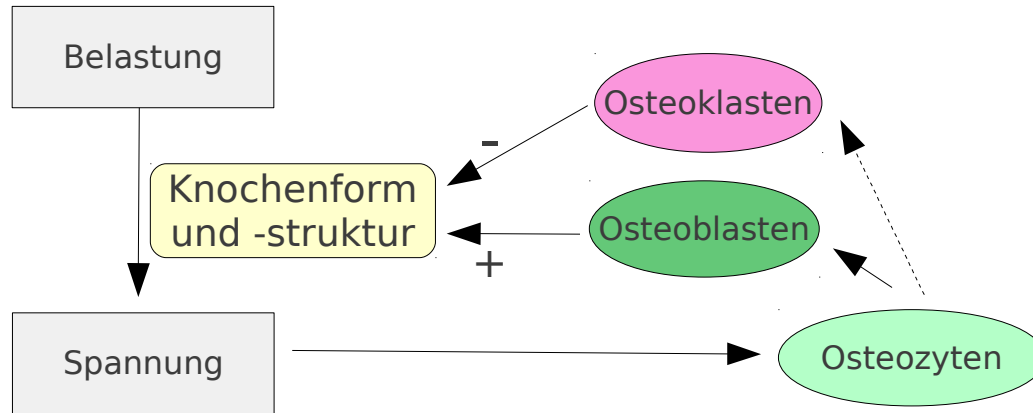 Belastung
Osteoklasten
-
Knochenform
und -struktur
Osteoblasten
+
Spannung
Osteozyten